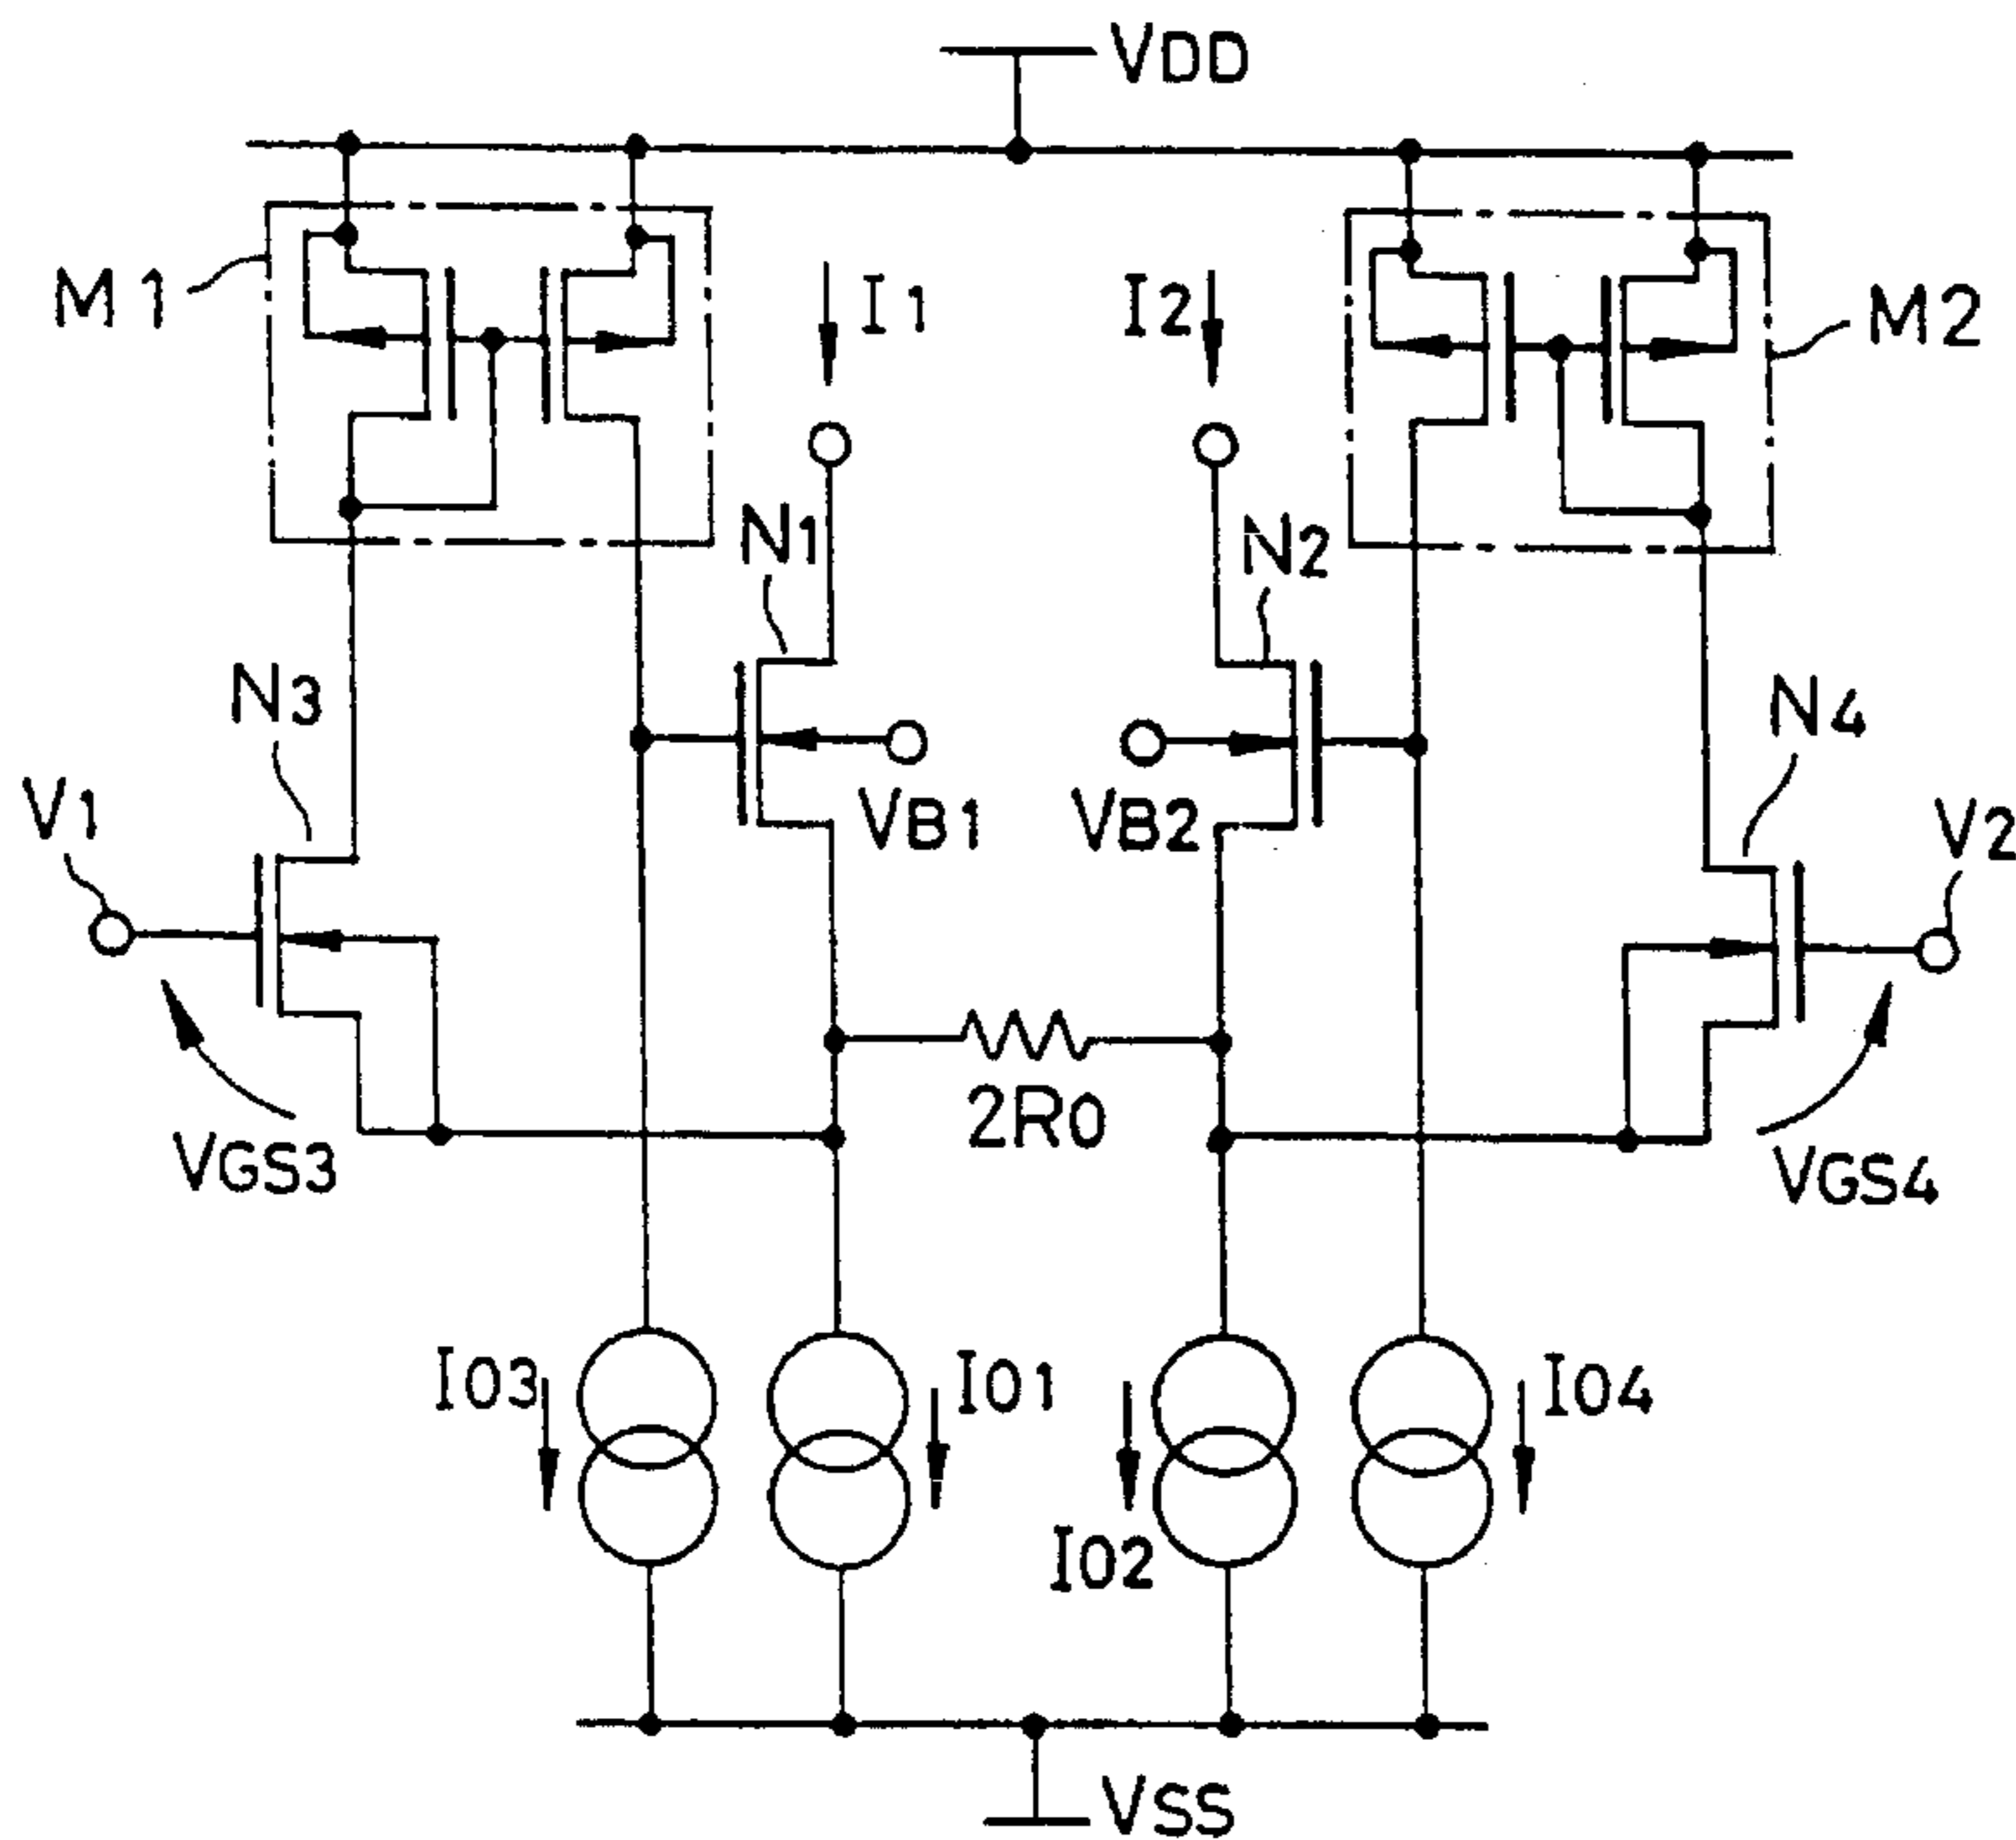 VDD
M1
I1
I2
M2
N1
N2
N3
N4
V1
VB1
VB2
V2
2R0
VGS3
VGS4
I03
I01
I04
I02
VSS